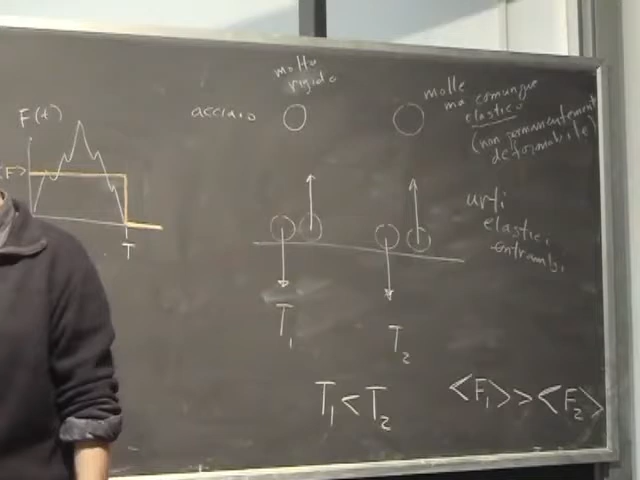 molto
rigido
acciaio
molle
ma comunque
elastico
(non permanentemente
deformabile)
F(t)
<F>
T
urti
elastici
entrambi
T₁
T₂
T₁ < T₂
<F₁> > <F₂>